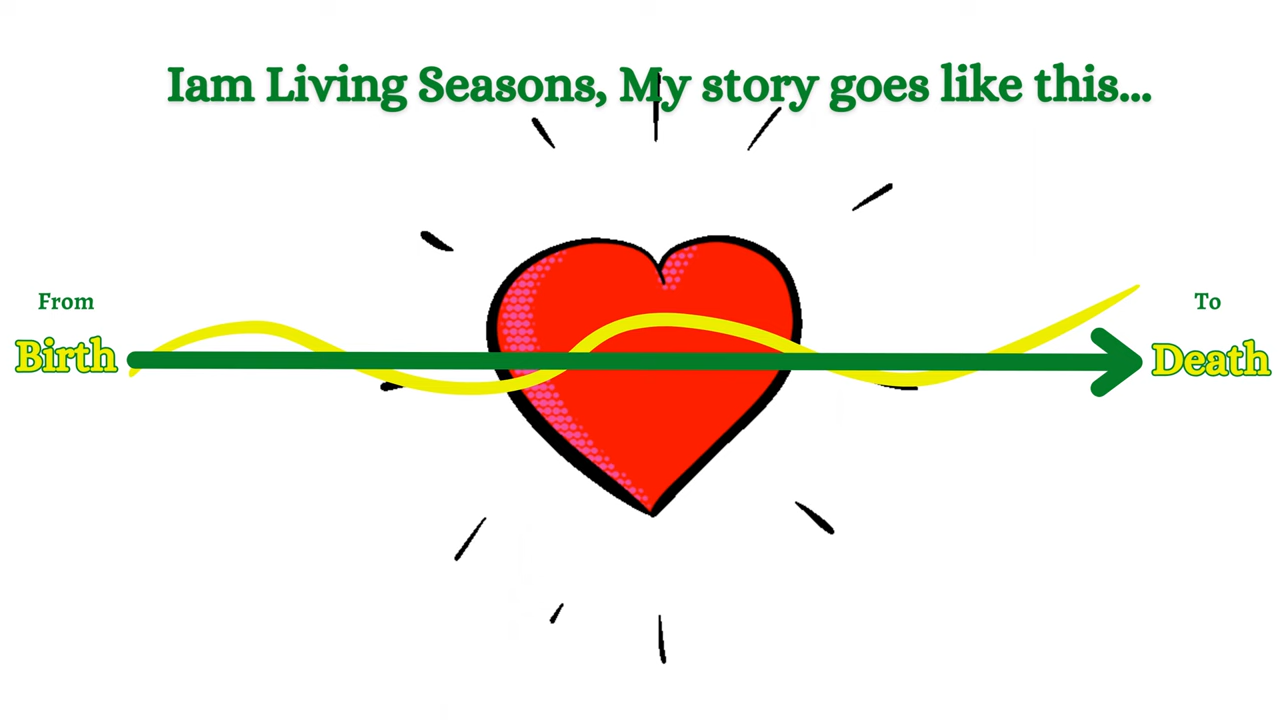 Iam Living Seasons, My story goes like this...
From
Birth
To
Death